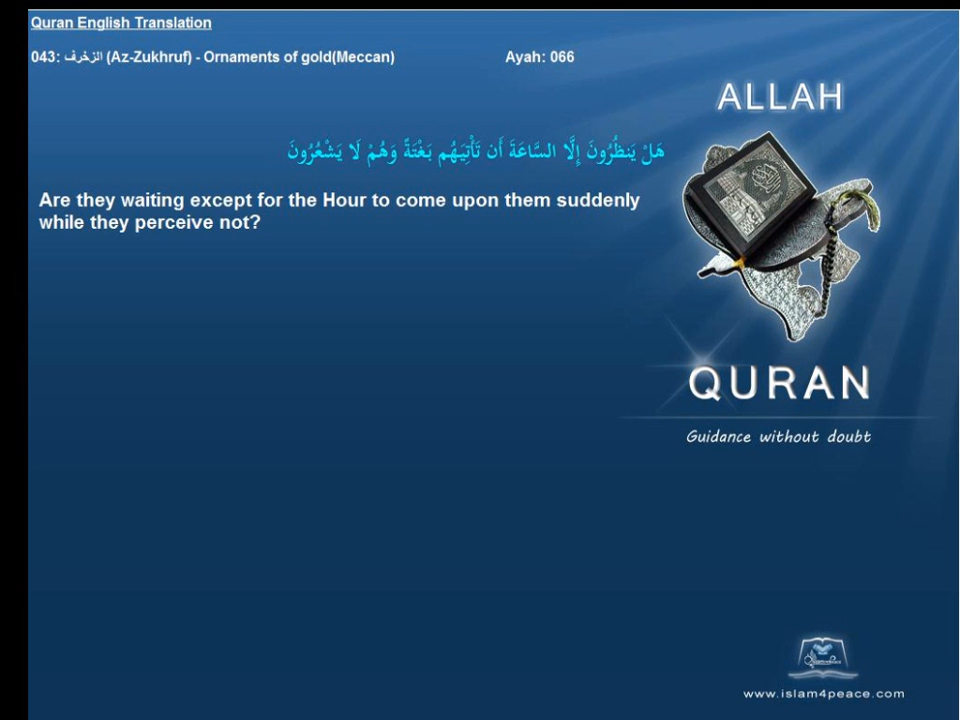 Quran English Translation
043: الزخرف (Az-Zukhruf) - Ornaments of gold(Meccan) Ayah: 066
ALLAH
هَلْ يَنظُرُونَ إِلَّا السَّاعَةَ أَن تَأْتِيَهُم بَغْتَةً وَهُمْ لَا يَشْعُرُونَ
Are they waiting except for the Hour to come upon them suddenly
while they perceive not?
QURAN
Guidance without doubt
www.islam4peace.com